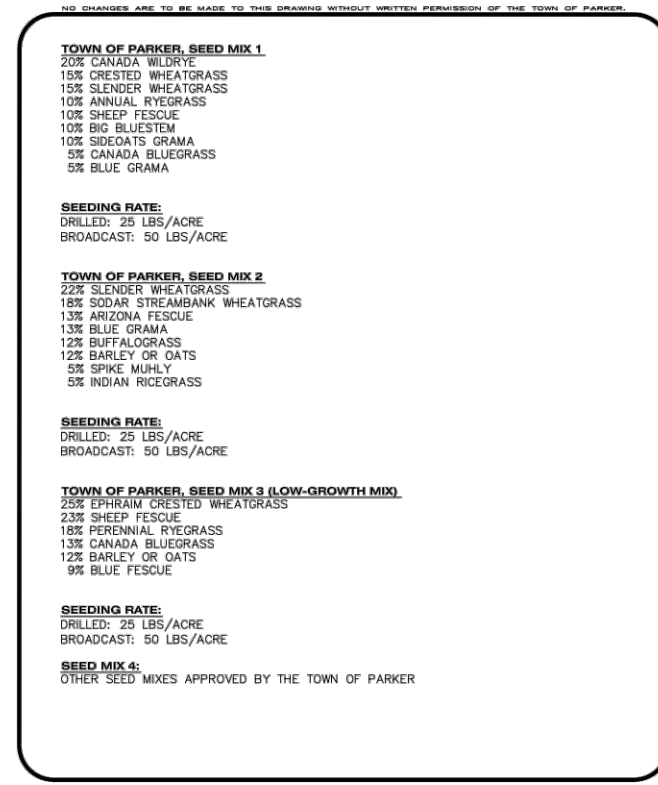 NO CHANGES ARE TO BE MADE TO THIS DRAWING WITHOUT WRITTEN PERMISSION OF THE TOWN OF PARKER.
TOWN OF PARKER, SEED MIX 1
20% CANADA WILDRYE
15% CRESTED WHEATGRASS
15% SLENDER WHEATGRASS
10% ANNUAL RYEGRASS
10% SHEEP FESCUE
10% BIG BLUESTEM
10% SIDEOATS GRAMA
5% CANADA BLUEGRASS
5% BLUE GRAMA
SEEDING RATE:
DRILLED: 25 LBS/ACRE
BROADCAST: 50 LBS/ACRE
TOWN OF PARKER, SEED MIX 2
22% SLENDER WHEATGRASS
18% SODAR STREAMBANK WHEATGRASS
13% ARIZONA FESCUE
13% BLUE GRAMA
12% BUFFALOGRASS
12% BARLEY OR OATS
5% SPIKE MUHLY
5% INDIAN RICEGRASS
SEEDING RATE:
DRILLED: 25 LBS/ACRE
BROADCAST: 50 LBS/ACRE
TOWN OF PARKER, SEED MIX 3 (LOW-GROWTH MIX)
25% EPHRAIM CRESTED WHEATGRASS
23% SHEEP FESCUE
18% PERENNIAL RYEGRASS
13% CANADA BLUEGRASS
12% BARLEY OR OATS
9% BLUE FESCUE
SEEDING RATE:
DRILLED: 25 LBS/ACRE
BROADCAST: 50 LBS/ACRE
SEED MIX 4:
OTHER SEED MIXES APPROVED BY THE TOWN OF PARKER